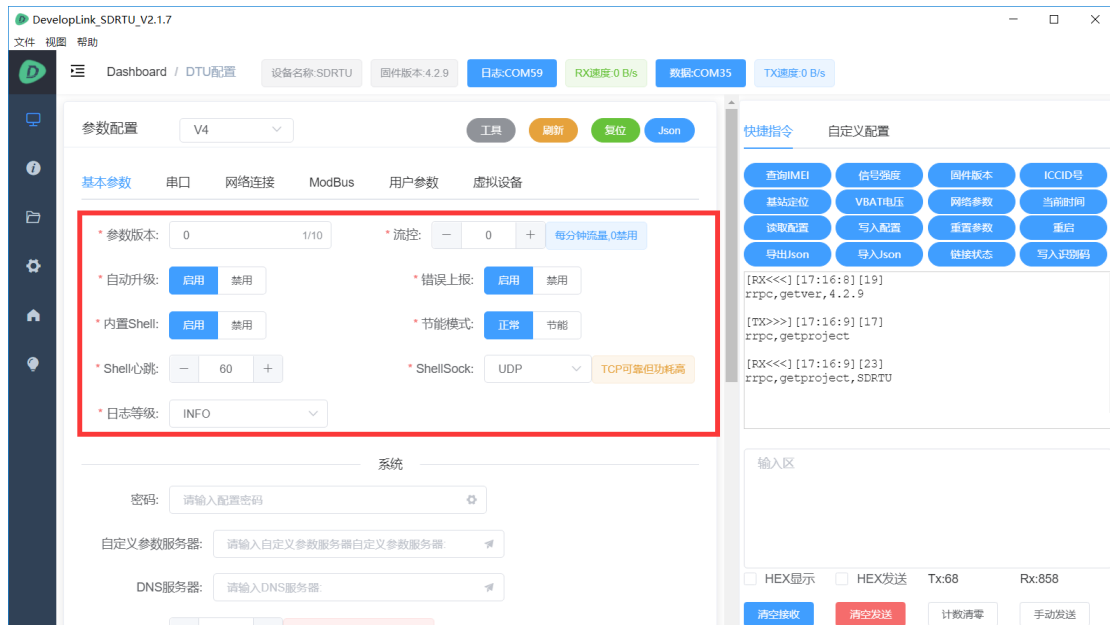 DevelopLink_SDRTU_V2.1.7
文件 视图 帮助
Dashboard / DTU配置 设备名称:SDRTU 固件版本:4.2.9 日志:COM59 RX速度:0 B/s 数据:COM35 TX速度:0 B/s
参数配置 V4 工具 刷新 复位 Json
基本参数 串口 网络连接 ModBus 用户参数 虚拟设备
* 参数版本: 0 1/10 * 流控: − 0 + 每分钟流量,0禁用
* 自动升级: 启用 禁用 * 错误上报: 启用 禁用
* 内置Shell: 启用 禁用 * 节能模式: 正常 节能
* Shell心跳: − 60 + * ShellSock: UDP TCP可靠但功耗高
* 日志等级: INFO
系统
密码: 请输入配置密码
自定义参数服务器: 请输入自定义参数服务器自定义参数服务器:
DNS服务器: 请输入DNS服务器:
快捷指令 自定义配置
查询IMEI 信号强度 固件版本 ICCID号
基站定位 VBAT电压 网络参数 当前时间
读取配置 写入配置 重置参数 重启
导出Json 导入Json 链接状态 写入识别码
[RX<<<][17:16:8][19]
rrpc,getver,4.2.9
[TX>>>][17:16:9][17]
rrpc,getproject
[RX<<<][17:16:9][23]
rrpc,getproject,SDRTU
输入区
HEX显示 HEX发送 Tx:68 Rx:858
清空接收 清空发送 计数清零 手动发送